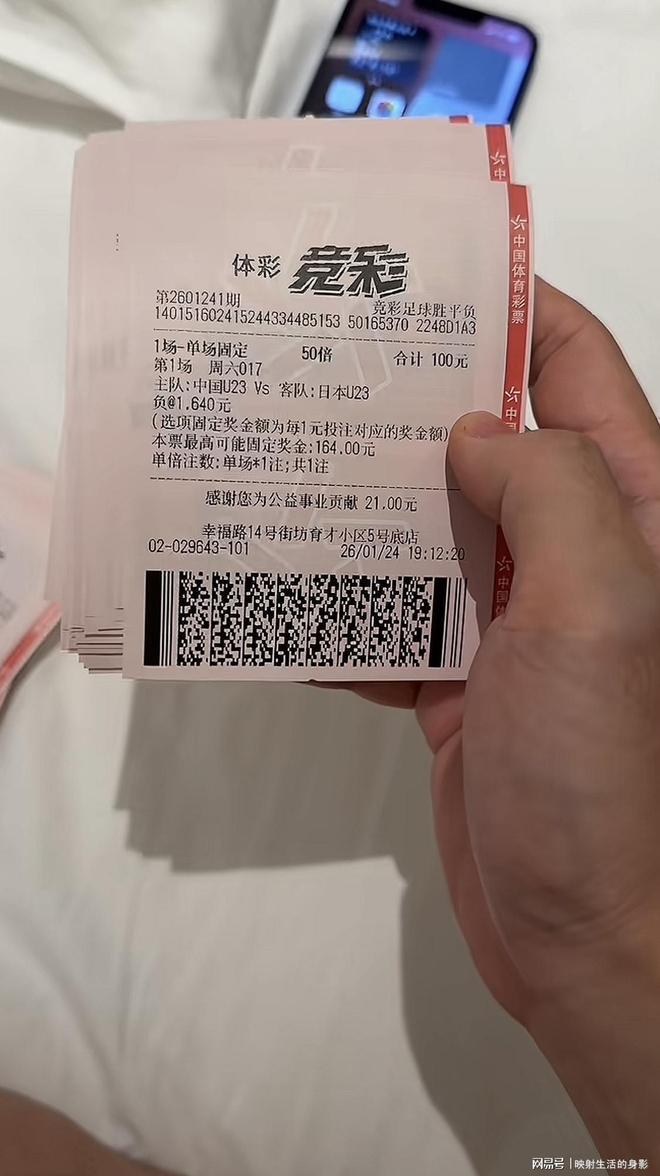 体彩 竞彩
第2601241期 竞彩足球胜平负
140151602415244334485153 50165370 2248D1A3
1场-单场固定 50倍 合计 100元
第1场 周六017
主队:中国U23 Vs 客队:日本U23
负@1.640元
(选项固定奖金额为每1元投注对应的奖金额)
本票最高可能固定奖金:164.00元
单倍注数:单场*1注;共1注
感谢您为公益事业贡献 21.00元
幸福路14号街坊育才小区5号底店
02-029643-101 26/01/24 19:12:20
中
中国体育彩票
中
中国
网易号 | 映射生活的身影